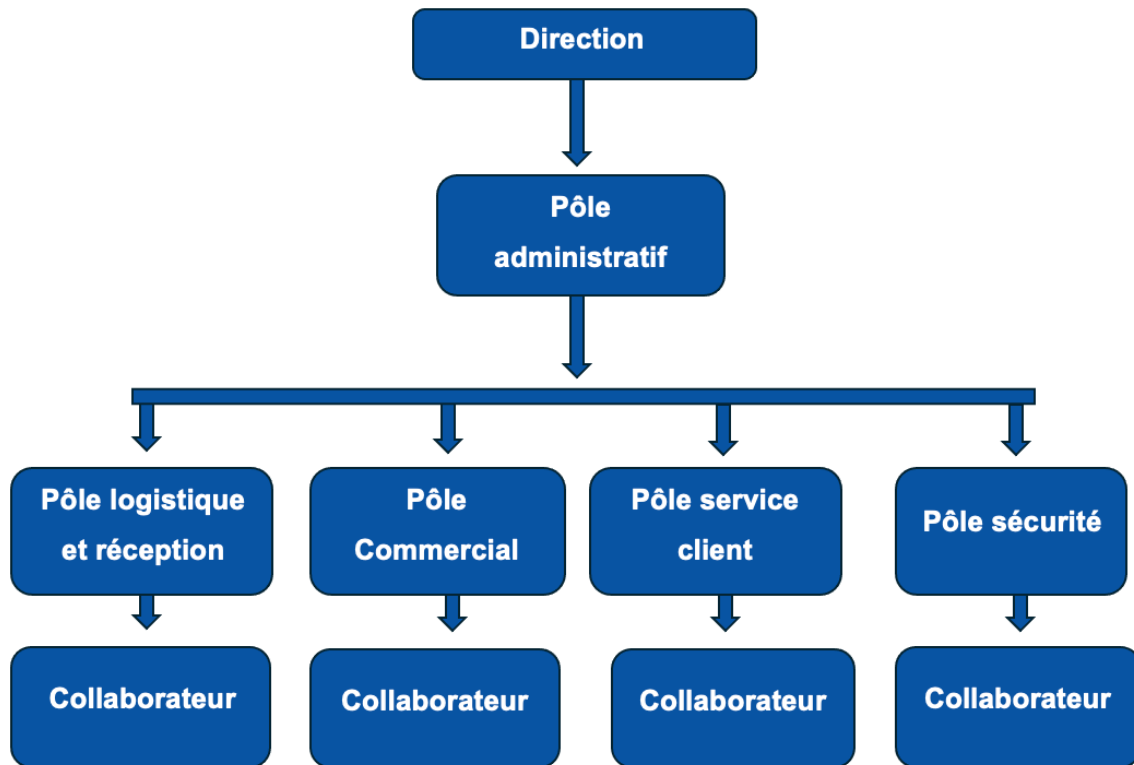 Direction
Pôle
administratif
Pôle logistique
et réception
Pôle
Commercial
Pôle service
client
Pôle sécurité
Collaborateur
Collaborateur
Collaborateur
Collaborateur